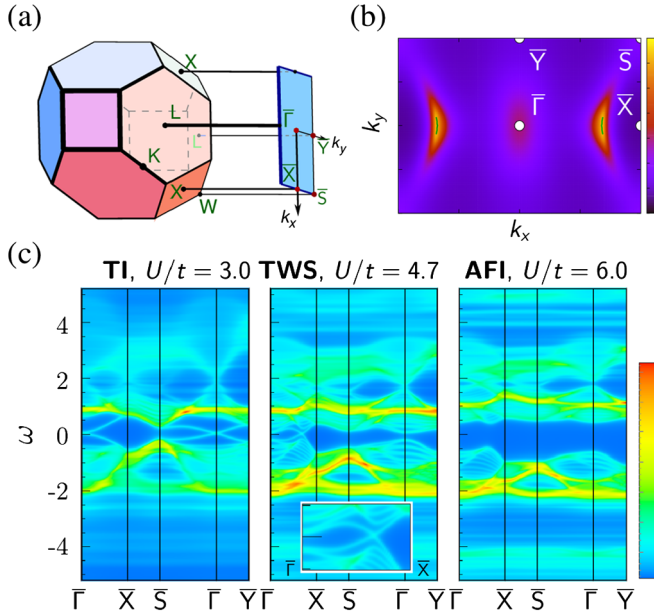 (a)
X
L
Γ̅
L
k_y
Y̅
K
X̅
X
W
S̅
k_x
(b)
Y̅
S̅
Γ̅
X̅
k_y
k_x
(c)
TI, U/t = 3.0
TWS, U/t = 4.7
AFI, U/t = 6.0
4
2
ω
0
-2
-4
Γ̅
X̅
Γ̅ X̅ S̅ Γ̅ Y̅ Γ̅ X̅ S̅ Γ̅ Y̅ Γ̅ X̅ S̅ Γ̅ Y̅